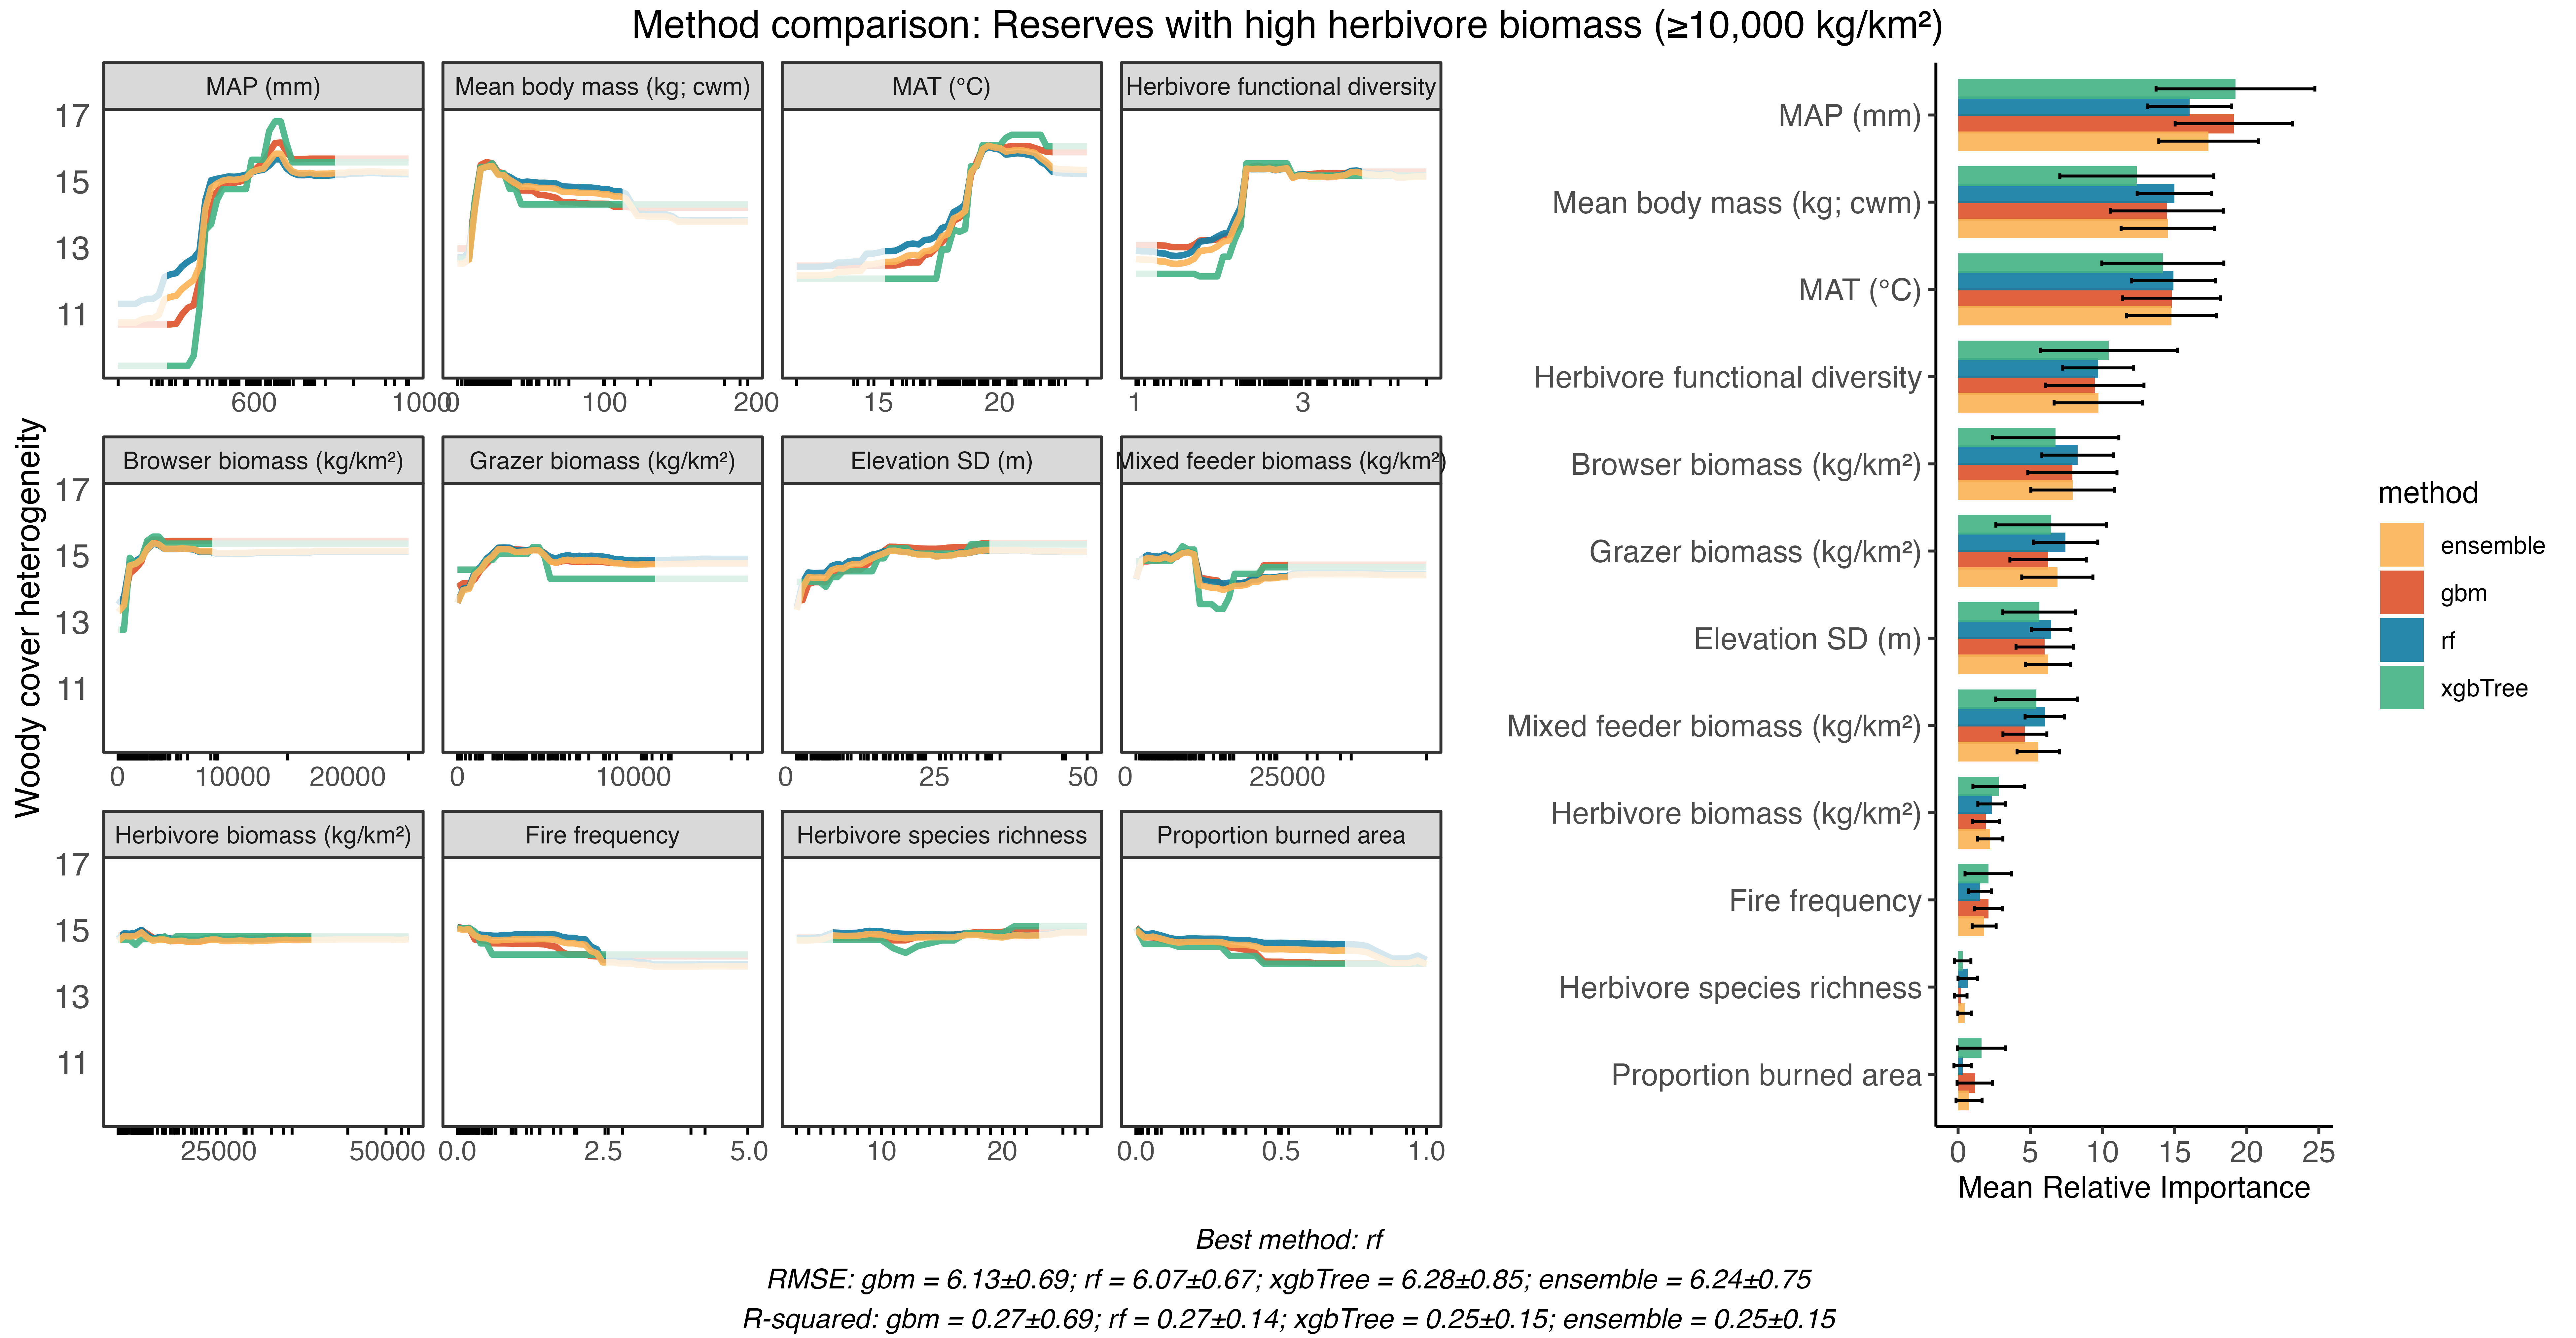 Method comparison: Reserves with high herbivore biomass (≥10,000 kg/km²)
MAP (mm)
Mean body mass (kg; cwm)
MAT (°C)
Herbivore functional diversity
17
15
13
11
600
1000
0
100
200
15
20
1
3
Woody cover heterogeneity
Browser biomass (kg/km²)
Grazer biomass (kg/km²)
Elevation SD (m)
Mixed feeder biomass (kg/km²)
17
15
13
11
0
10000
20000
0
10000
0
25
50
0
25000
Herbivore biomass (kg/km²)
Fire frequency
Herbivore species richness
Proportion burned area
17
15
13
11
25000
50000
0.0
2.5
5.0
10
20
0.0
0.5
1.0
MAP (mm)
Mean body mass (kg; cwm)
MAT (°C)
Herbivore functional diversity
Browser biomass (kg/km²)
Grazer biomass (kg/km²)
Elevation SD (m)
Mixed feeder biomass (kg/km²)
Herbivore biomass (kg/km²)
Fire frequency
Herbivore species richness
Proportion burned area
0
5
10
15
20
25
Mean Relative Importance
method
ensemble
gbm
rf
xgbTree
Best method: rf
RMSE: gbm = 6.13±0.69; rf = 6.07±0.67; xgbTree = 6.28±0.85; ensemble = 6.24±0.75
R-squared: gbm = 0.27±0.69; rf = 0.27±0.14; xgbTree = 0.25±0.15; ensemble = 0.25±0.15